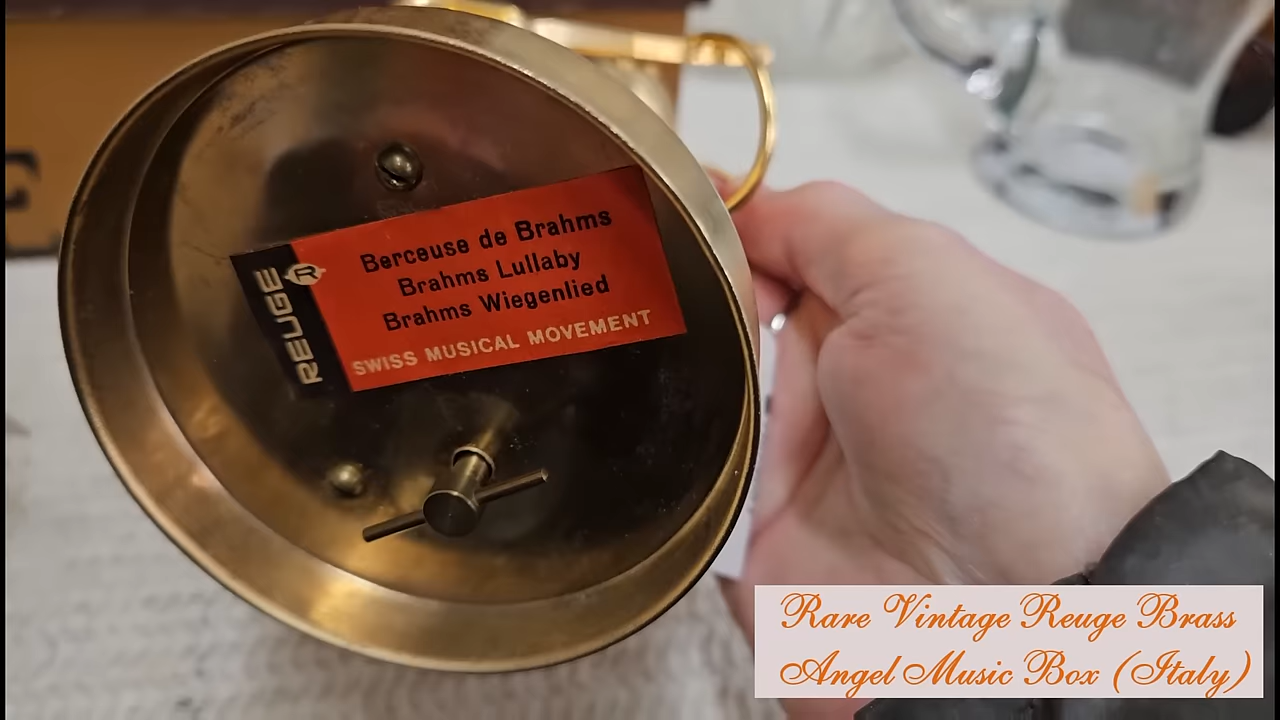 REUGE
R
Berceuse de Brahms
Brahms Lullaby
Brahms Wiegenlied
SWISS MUSICAL MOVEMENT
Rare Vintage Reuge Brass
Angel Music Box (Italy)